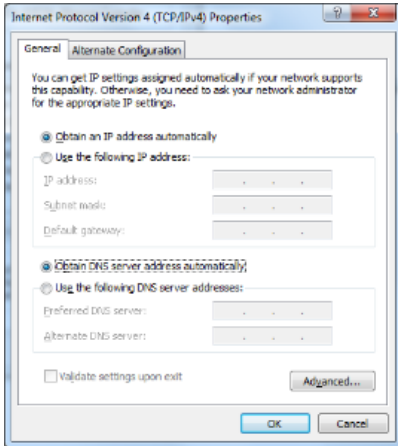 Internet Protocol Version 4 (TCP/IPv4) Properties
General Alternate Configuration
You can get IP settings assigned automatically if your network supports
this capability. Otherwise, you need to ask your network administrator
for the appropriate IP settings.
Obtain an IP address automatically
Use the following IP address:
IP address:
Subnet mask:
Default gateway:
Obtain DNS server address automatically
Use the following DNS server addresses:
Preferred DNS server:
Alternate DNS server:
Validate settings upon exit
Advanced...
OK Cancel